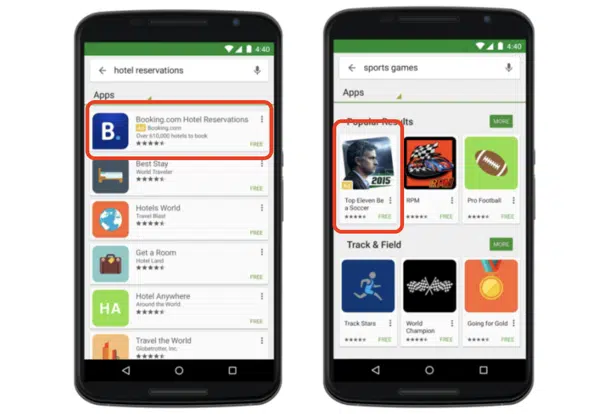 4:40
hotel reservations
Apps
B.
Booking.com Hotel Reservations
Ad Booking.com
Over 610,000 hotels to book
FREE
Best Stay
World Traveler
FREE
Hotels World
Travel Blast
FREE
Get a Room
Hotel Land
FREE
HA
Hotel Anywhere
Around the World
FREE
Travel the World
Globetrotter, Inc.
FREE
4:40
sports games
Apps
Popular Results
MORE
2015
Ad
RPM
Top Eleven Be
a Soccer
FREE
RPM
FREE
Pro Football
FREE
Track & Field
MORE
Track Stars
FREE
World
Champion
FREE
Going for Gold
FREE